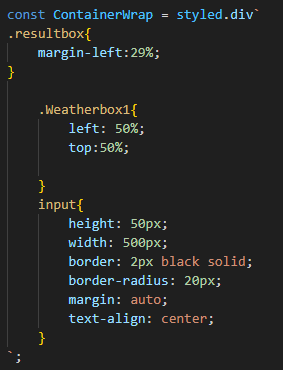 const ContainerWrap = styled.div`
.resultbox{
    margin-left:29%;
}
    .Weatherbox1{
        left: 50%;
        top:50%;
    }
    input{
        height: 50px;
        width: 500px;
        border: 2px black solid;
        border-radius: 20px;
        margin: auto;
        text-align: center;
    }
`;